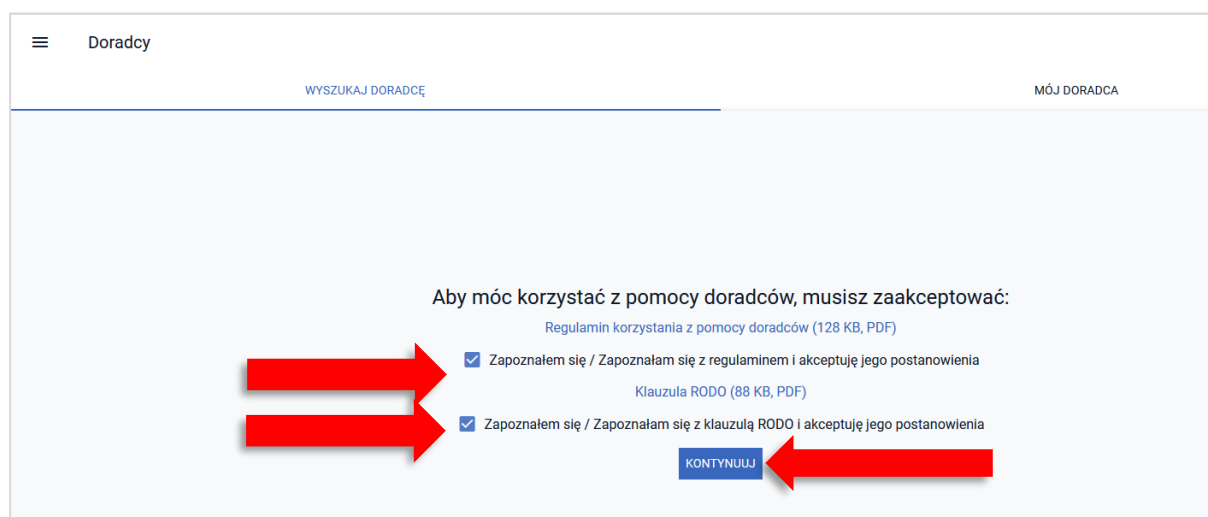 Doradcy
WYSZUKAJ DORADCĘ
MÓJ DORADCA
Aby móc korzystać z pomocy doradców, musisz zaakceptować:
Regulamin korzystania z pomocy doradców (128 KB, PDF)
Zapoznałem się / Zapoznałam się z regulaminem i akceptuję jego postanowienia
Klauzula RODO (88 KB, PDF)
Zapoznałem się / Zapoznałam się z klauzulą RODO i akceptuję jego postanowienia
KONTYNUUJ